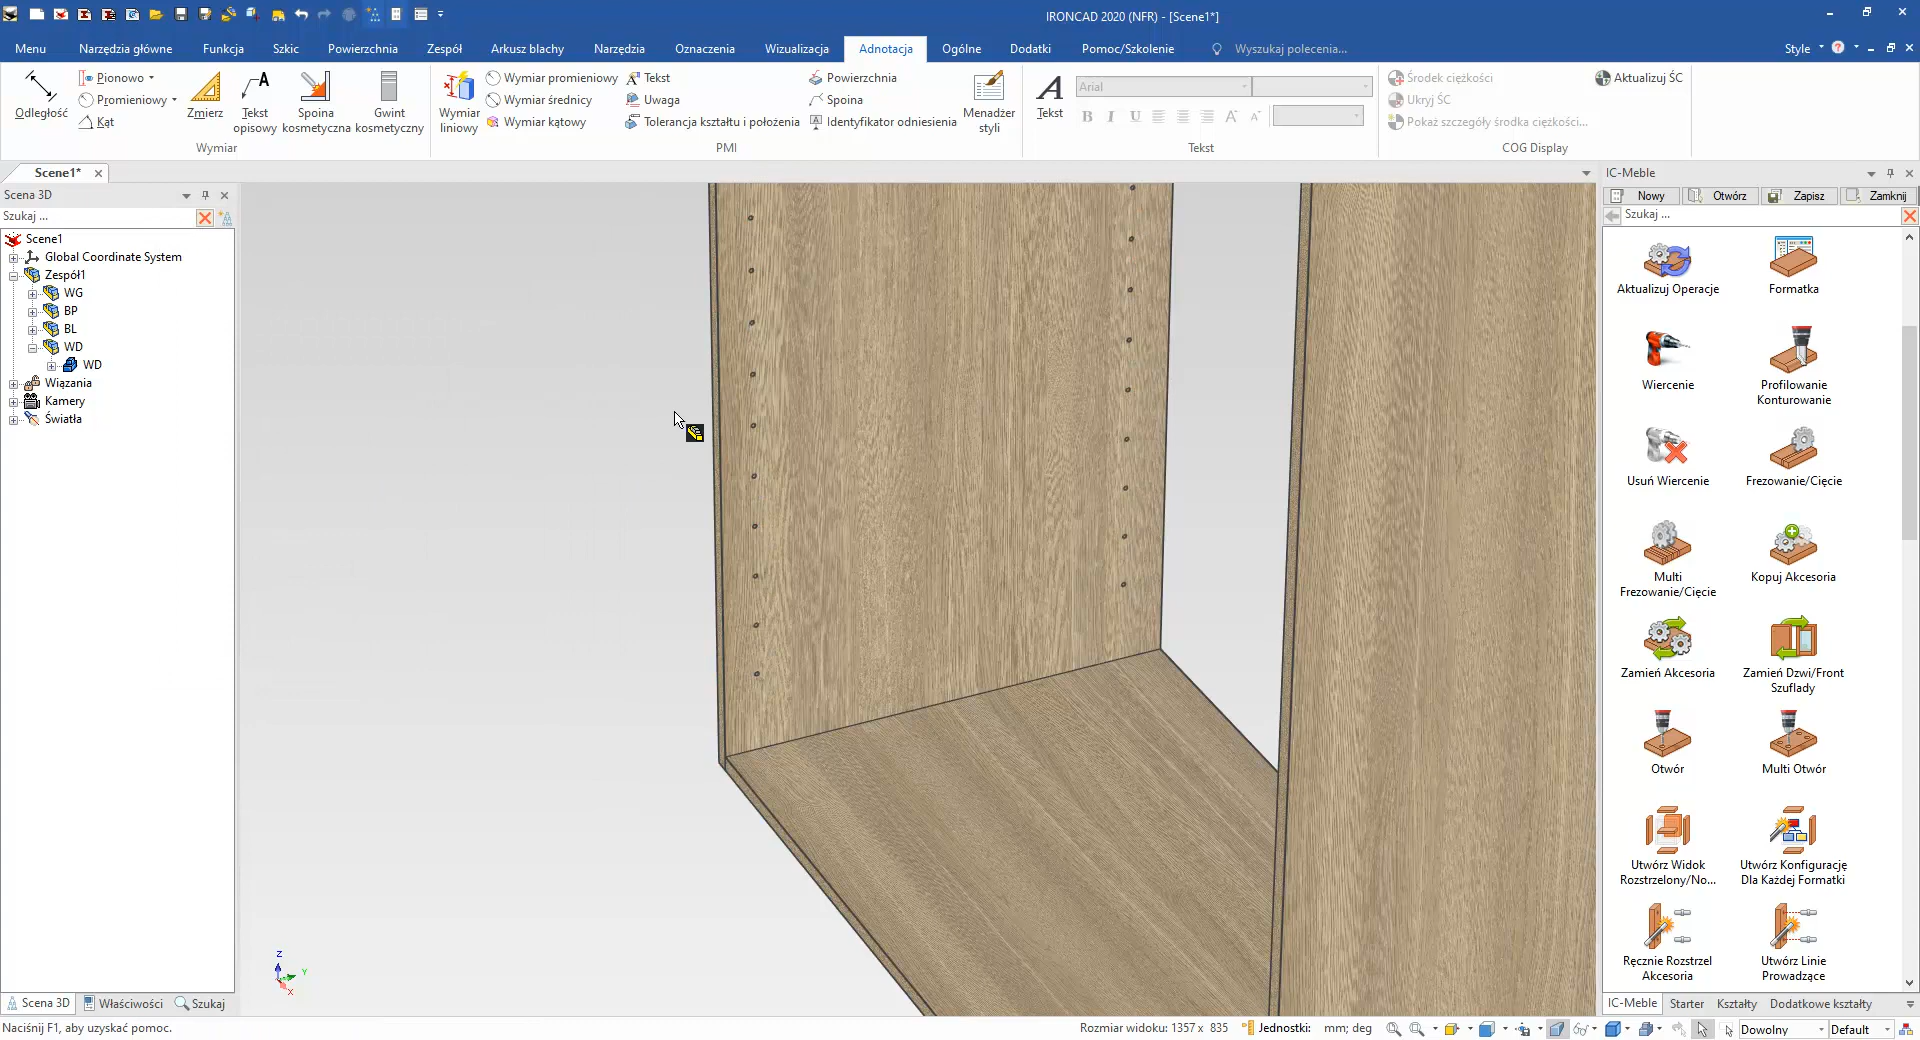 IRONCAD 2020 (NFR) - [Scene1*]
Menu Narzędzia główne Funkcja Szkic Powierzchnia Zespół Arkusz blachy Narzędzia Oznaczenia Wizualizacja Adnotacja Ogólne Dodatki Pomoc/Szkolenie Wyszukaj polecenia... Style
Odległość
Pionowo
Promieniowy
Kąt
Zmierz
Tekst opisowy
Spoina kosmetyczna
Gwint kosmetyczny
Wymiar
Wymiar liniowy
Wymiar promieniowy
Wymiar średnicy
Wymiar kątowy
Tekst
Uwaga
Tolerancja kształtu i położenia
Powierzchnia
Spoina
Identyfikator odniesienia
Menadżer styli
PMI
Tekst
Arial
B I U A A
Tekst
Środek ciężkości
Ukryj ŚC
Pokaż szczegóły środka ciężkości...
Aktualizuj ŚC
COG Display
Scene1*
Scena 3D
Szukaj ...
Scene1
Global Coordinate System
Zespół1
WG
BP
BL
WD
WD
Wiązania
Kamery
Światła
Z
Y
X
IC-Meble
Nowy Otwórz Zapisz Zamknij
Szukaj ...
Aktualizuj Operacje
Formatka
Wiercenie
Profilowanie Konturowanie
Usuń Wiercenie
Frezowanie/Cięcie
Multi Frezowanie/Cięcie
Kopuj Akcesoria
Zamień Akcesoria
Zamień Dzwi/Front Szuflady
Otwór
Multi Otwór
Utwórz Widok Rozstrzelony/No...
Utwórz Konfigurację Dla Każdej Formatki
Ręcznie Rozstrzel Akcesoria
Utwórz Linie Prowadzące
Scena 3D Właściwości Szukaj
IC-Meble Starter Kształty Dodatkowe kształty
Naciśnij F1, aby uzyskać pomoc.
Rozmiar widoku: 1357 x 835 Jednostki: mm; deg Dowolny Default